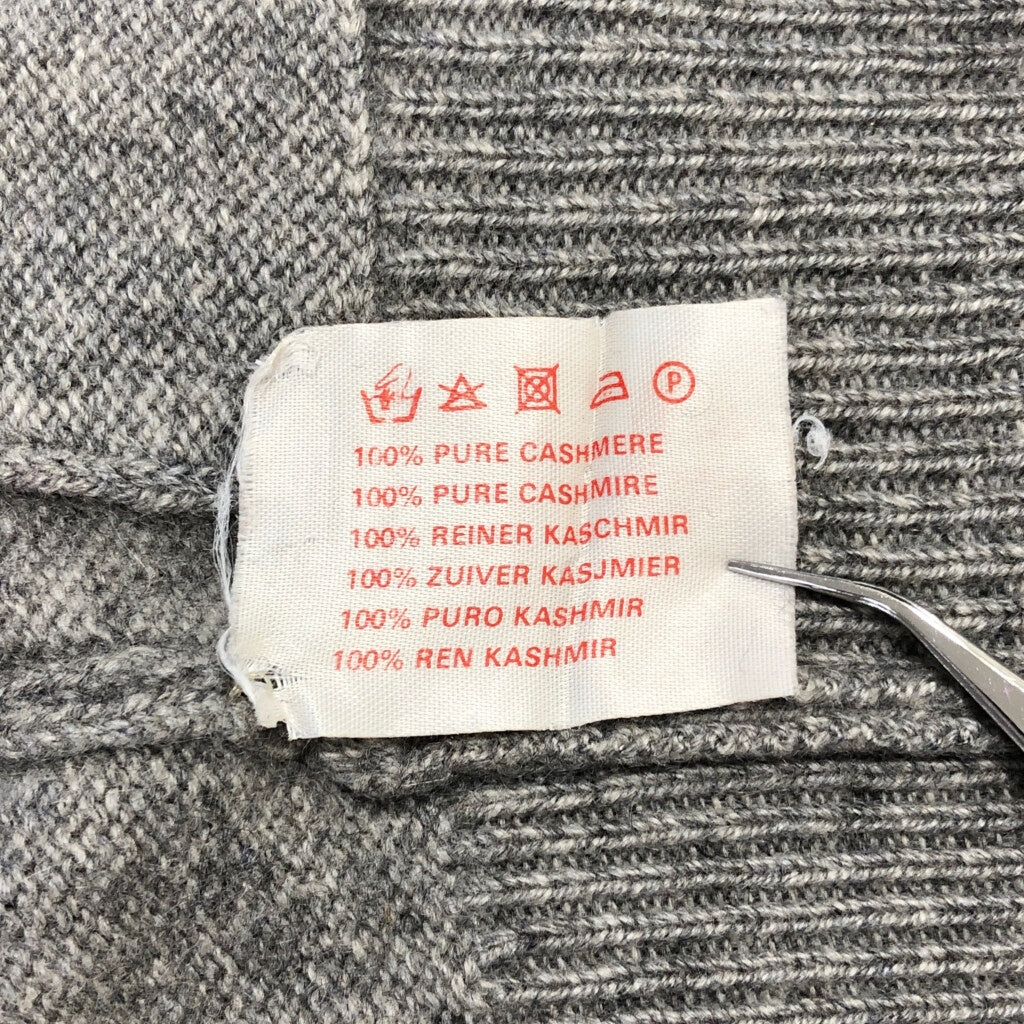 P
100% PURE CASHMERE
100% PURE CASHMIRE
100% REINER KASCHMIR
100% ZUIVER KASJMIER
100% PURO KASHMIR
100% REN KASHMIR